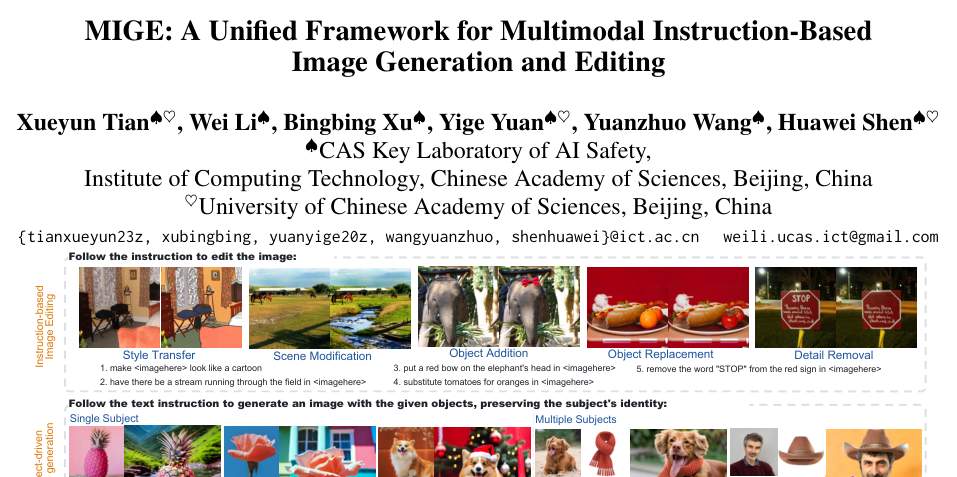 MIGE: A Unified Framework for Multimodal Instruction-Based
Image Generation and Editing
Xueyun Tian♠♡, Wei Li♠, Bingbing Xu♠, Yige Yuan♠♡, Yuanzhuo Wang♠, Huawei Shen♠♡
♠CAS Key Laboratory of AI Safety,
Institute of Computing Technology, Chinese Academy of Sciences, Beijing, China
♡University of Chinese Academy of Sciences, Beijing, China
{tianxueyun23z, xubingbing, yuanyige20z, wangyuanzhuo, shenhuawei}@ict.ac.cn weili.ucas.ict@gmail.com
Follow the instruction to edit the image:
Instruction-based
Image Editing
STOP
Style Transfer
Scene Modification
Object Addition
Object Replacement
Detail Removal
1. make <imagehere> look like a cartoon
2. have there be a stream running through the field in <imagehere>
3. put a red bow on the elephant's head in <imagehere>
4. substitute tomatoes for oranges in <imagehere>
5. remove the word "STOP" from the red sign in <imagehere>
Follow the text instruction to generate an image with the given objects, preserving the subject's identity:
ect-driven
generation
Single Subject
Multiple Subjects